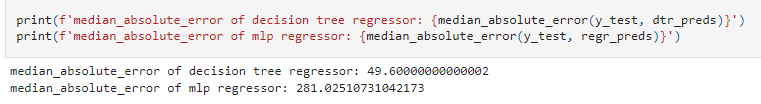 print(f'median_absolute_error of decision tree regressor: {median_absolute_error(y_test, dtr_preds)}')
print(f'median_absolute_error of mlp regressor: {median_absolute_error(y_test, regr_preds)}')
median_absolute_error of decision tree regressor: 49.60000000000002
median_absolute_error of mlp regressor: 281.02510731042173